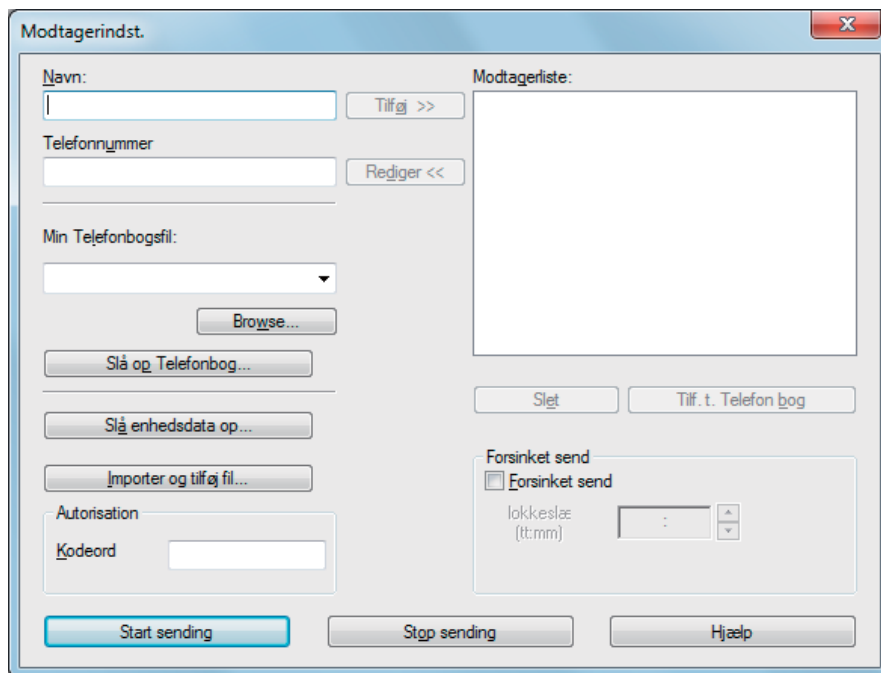 Modtagerindst.
Navn:
Tilføj >>
Telefonnummer
Rediger <<
Min Telefonbogsfil:
Browse...
Slå op Telefonbog...
Slå enhedsdata op...
Importer og tilføj fil...
Autorisation
Kodeord
Modtagerliste:
Slet
Tilf. t. Telefon bog
Forsinket send
Forsinket send
lokkeslæ
(tt:mm)
:
Start sending
Stop sending
Hjælp